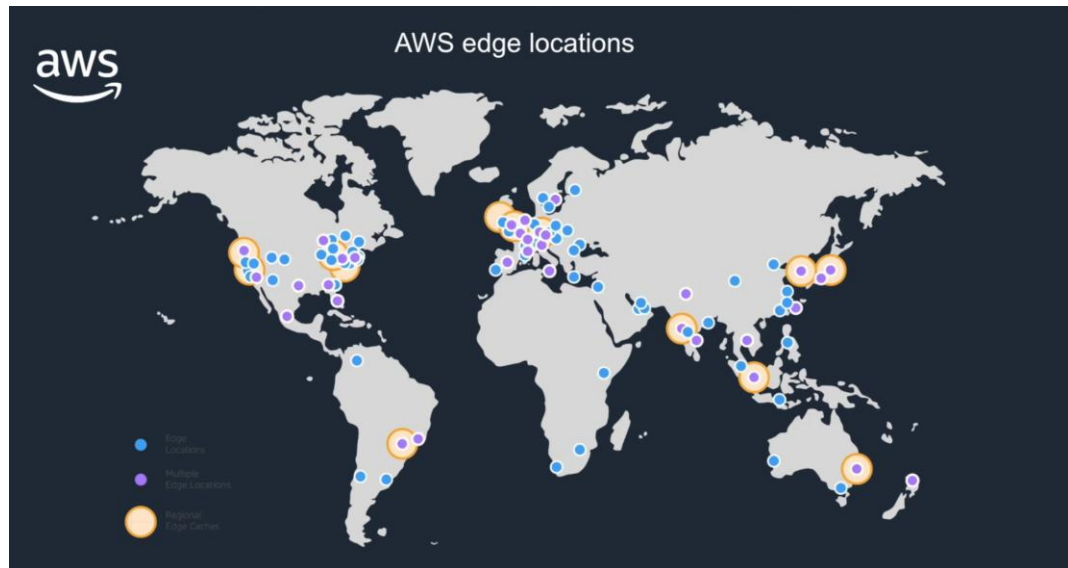 AWS edge locations
aws
Edge
Locations
Multiple
Edge Locations
Regional
Edge Caches